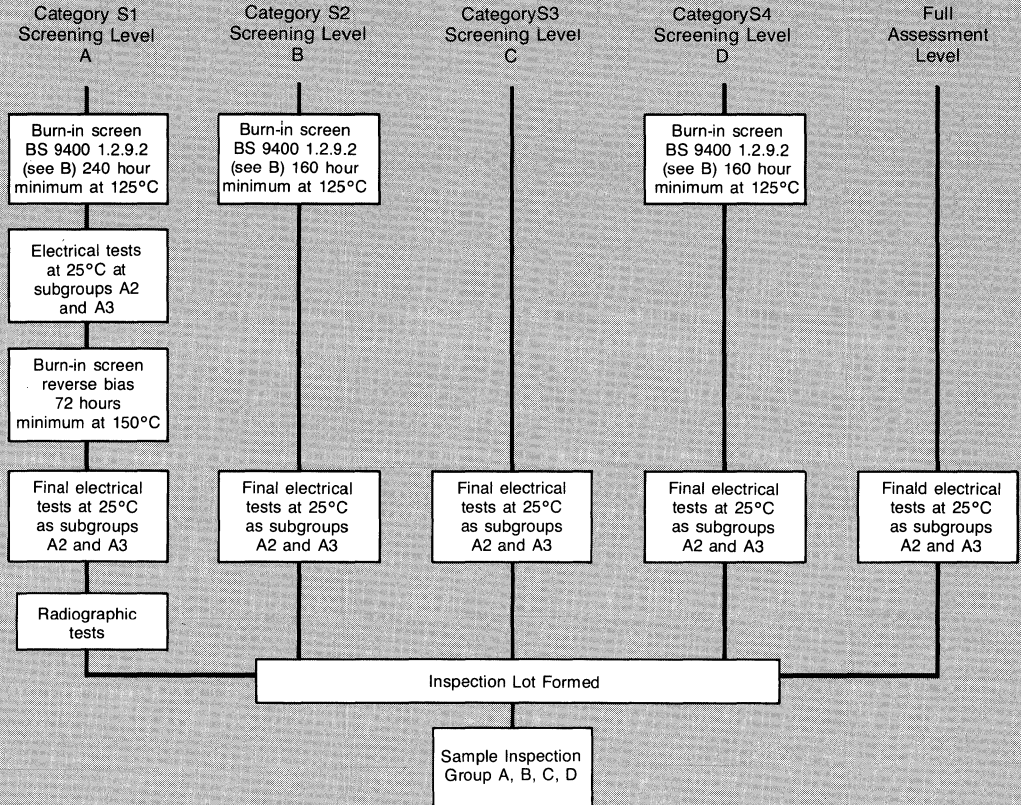 Category S1
Screening Level
A
Category S2
Screening Level
B
CategoryS3
Screening Level
C
CategoryS4
Screening Level
D
Full
Assessment
Level
Burn-in screen
BS 9400 1.2.9.2
(see B) 240 hour
minimum at 125°C
Burn-in screen
BS 9400 1.2.9.2
(see B) 160 hour
minimum at 125°C
Burn-in screen
BS 9400 1.2.9.2
(see B) 160 hour
minimum at 125°C
Electrical tests
at 25°C at
subgroups A2
and A3
Burn-in screen
reverse bias
72 hours
minimum at 150°C
Final electrical
tests at 25°C
as subgroups
A2 and A3
Final electrical
tests at 25°C
as subgroups
A2 and A3
Final electrical
tests at 25°C
as subgroups
A2 and A3
Final electrical
tests at 25°C
as subgroups
A2 and A3
Finald electrical
tests at 25°C
as subgroups
A2 and A3
Radiographic
tests
Inspection Lot Formed
Sample Inspection
Group A, B, C, D